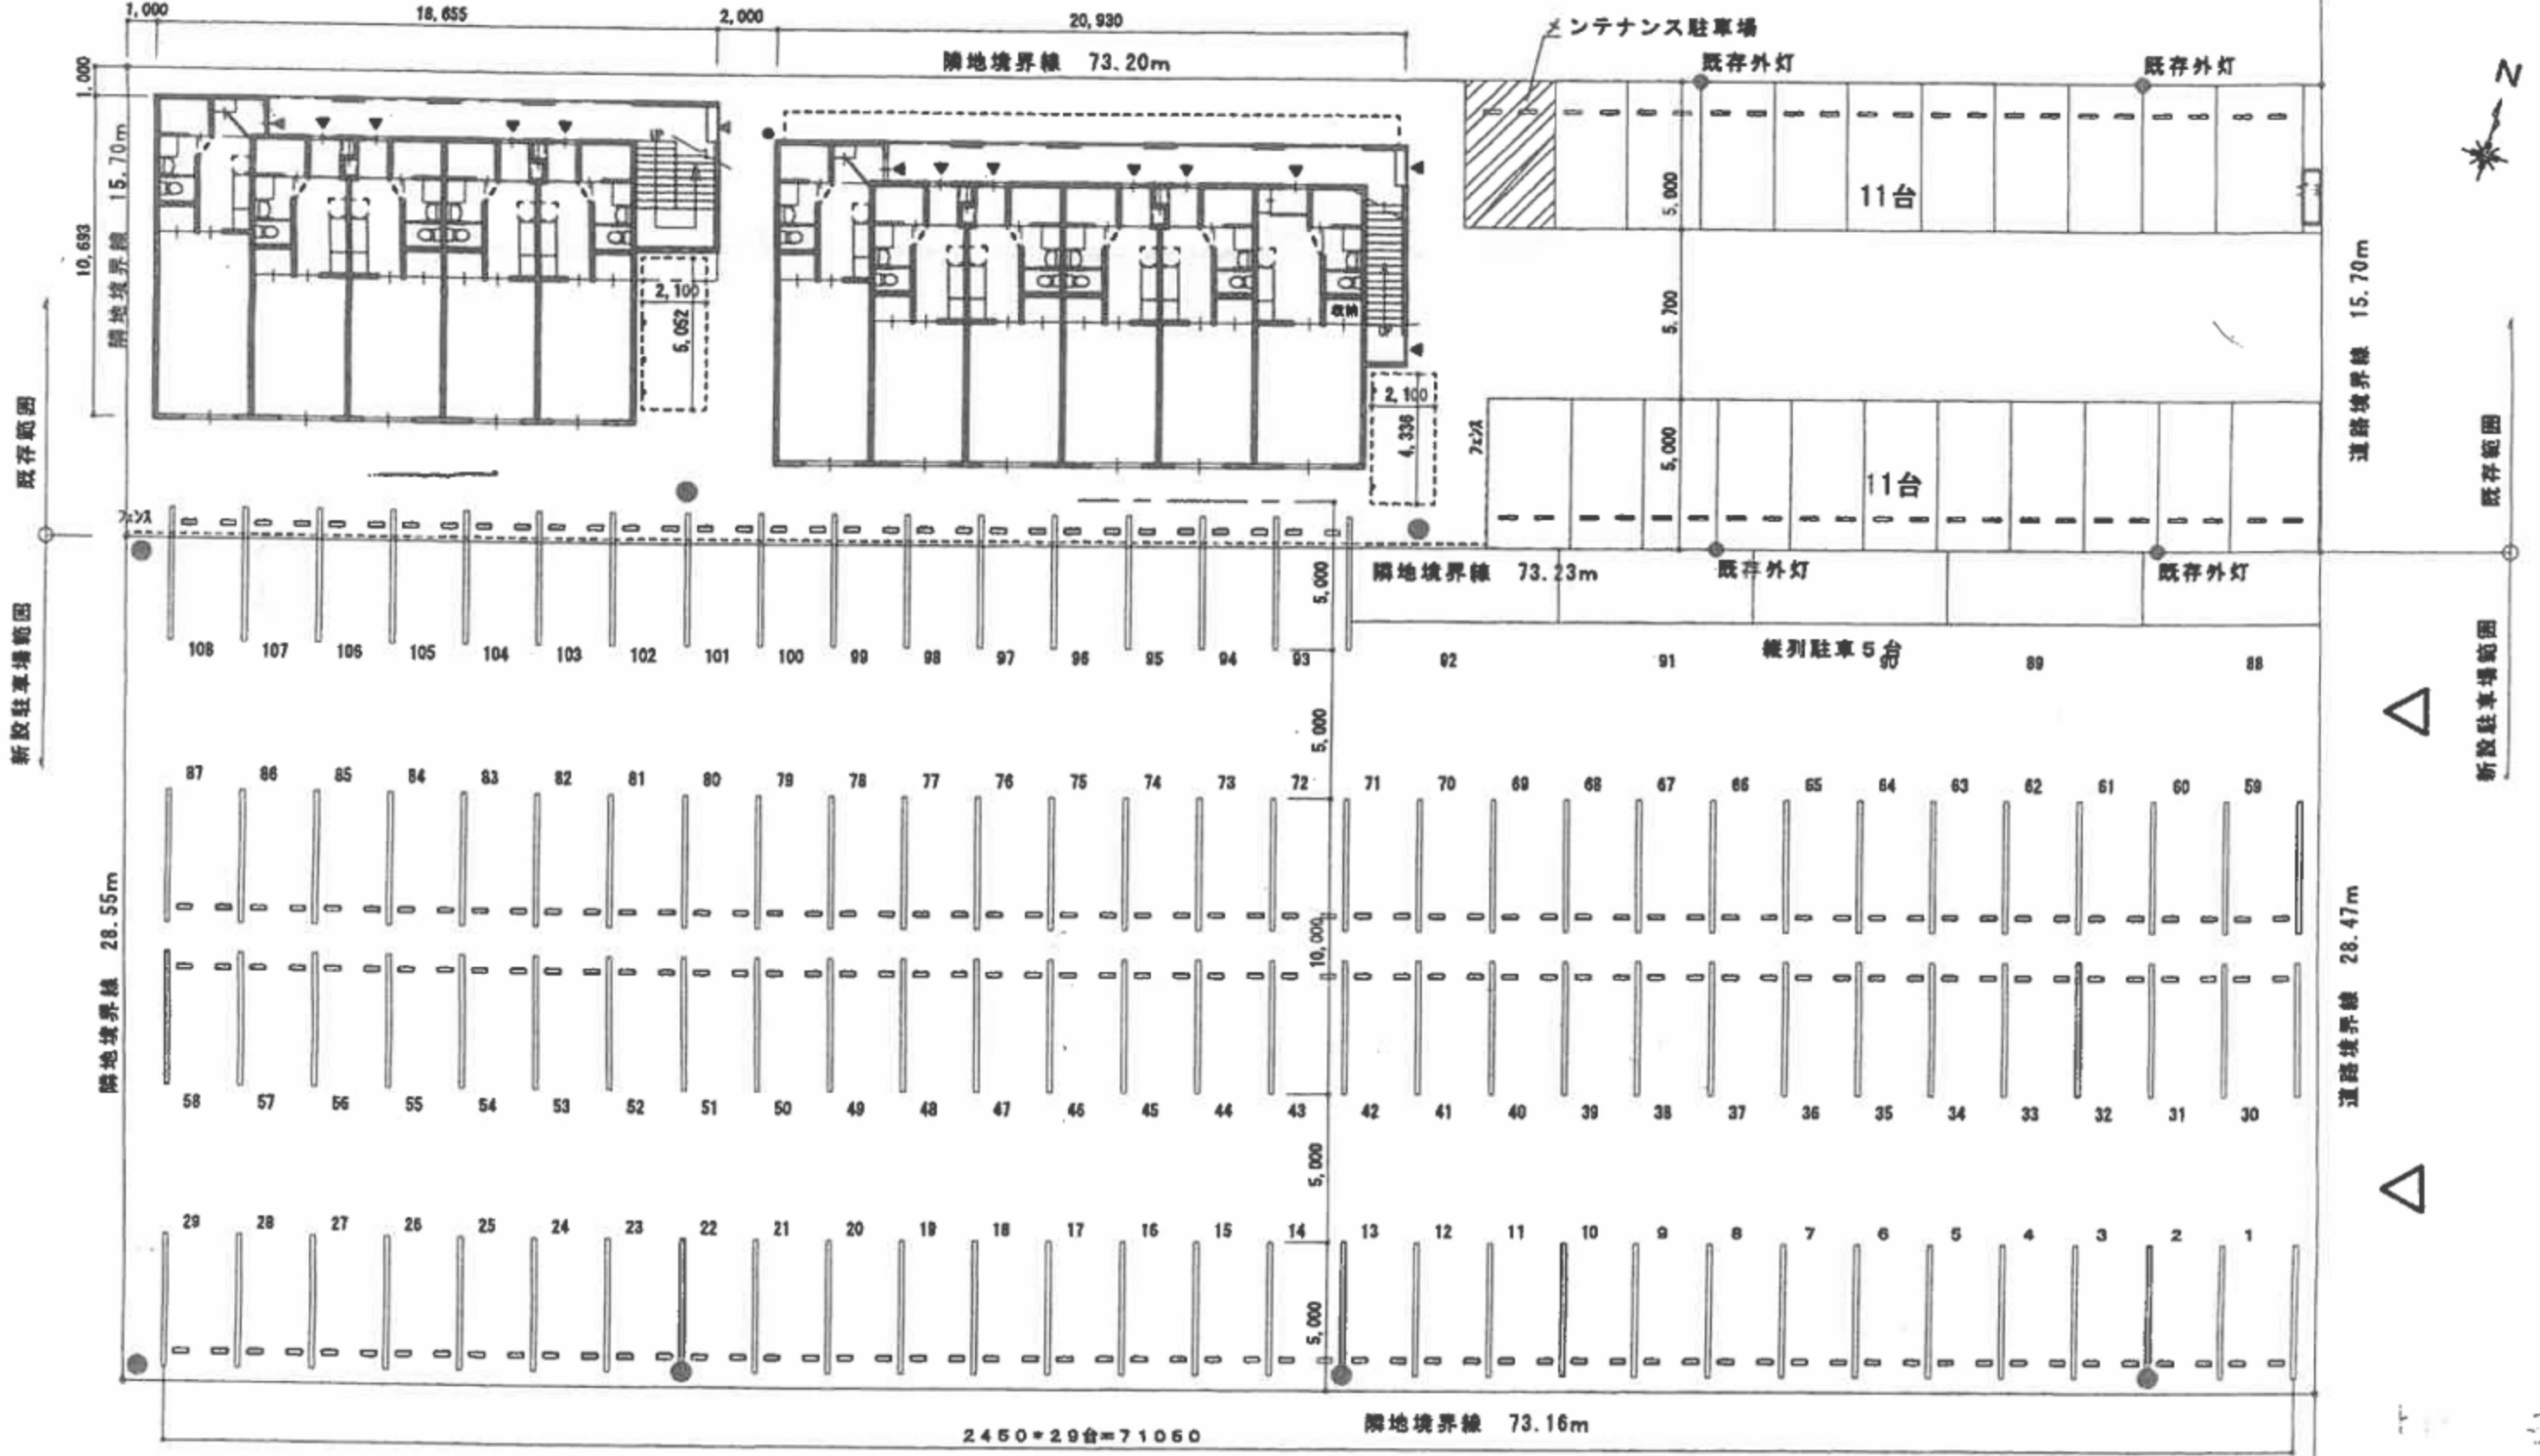 1,000
18,655
2,000
20,930
メンテナンス駐車場
隣地境界線 73.20m
既存外灯
既存外灯
N
1,000
隣地境界線 15.70m
10,693
UP
5,000
11台
2,100
5,052
収納
UP
5,700
道路境界線 15.70m
2,100
4,336
フェンス
5,000
11台
既存範囲
既存範囲
フェンス
隣地境界線 73.23m
既存外灯
既存外灯
5,000
新設駐車場範囲
新設駐車場範囲
縦列駐車5台
108 107 106 105 104 103 102 101 100 99 98 97 96 95 94 93 92 91 90 89 88
5,000
87 86 85 84 83 82 81 80 79 78 77 76 75 74 73 72 71 70 69 68 67 66 65 64 63 62 61 60 59
隣地境界線 28.55m
10,000
道路境界線 28.47m
58 57 56 55 54 53 52 51 50 49 48 47 46 45 44 43 42 41 40 39 38 37 36 35 34 33 32 31 30
5,000
29 28 27 26 25 24 23 22 21 20 19 18 17 16 15 14 13 12 11 10 9 8 7 6 5 4 3 2 1
5,000
隣地境界線 73.16m
2450*29台=71050